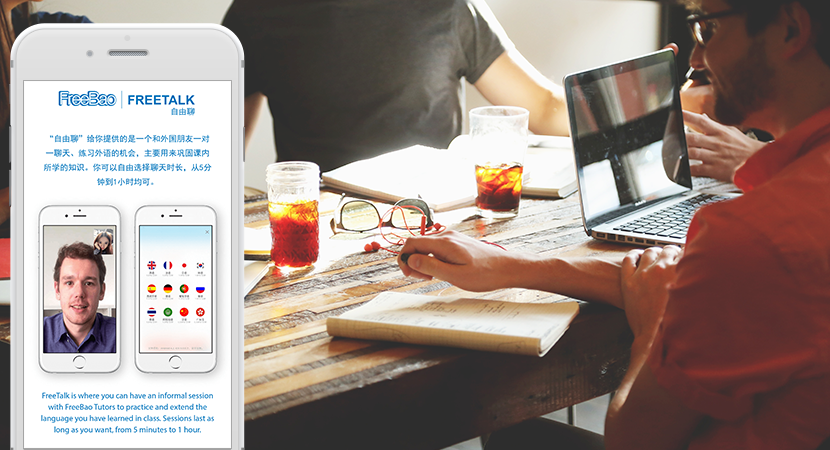 FreeBao | FREETALK
自由聊
“自由聊”给你提供的是一个和外国朋友一对
一聊天、练习外语的机会，主要用来巩固课内
所学的知识。你可以自由选择聊天时长，从5分
钟到1小时均可。
FreeTalk is where you can have an informal session
with FreeBao Tutors to practice and extend the
language you have learned in class. Sessions last as
long as you want, from 5 minutes to 1 hour.